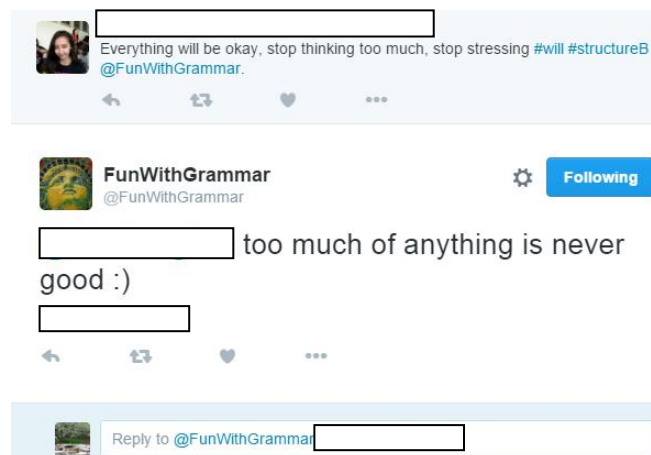 Everything will be okay, stop thinking too much, stop stressing #will #structureB
@FunWithGrammar.
FunWithGrammar
@FunWithGrammar
Following
too much of anything is never
good :)
Reply to @FunWithGrammar